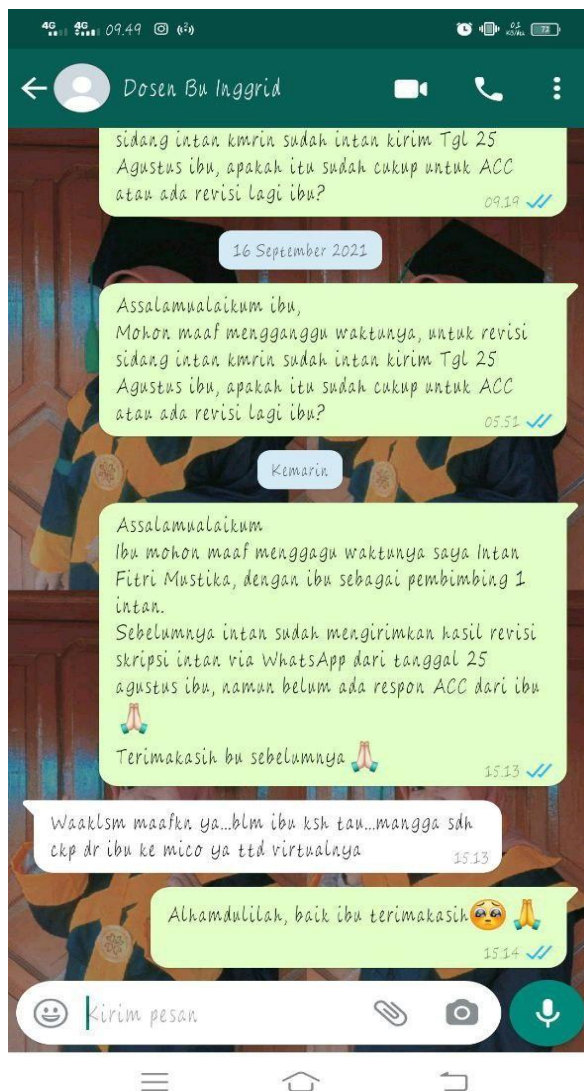 4G 4G 09.49
0,1
KB/det 72
Dosen Bu Inggrid
sidang intan kmrin sudah intan kirim Tgl 25
Agustus ibu, apakah itu sudah cukup untuk ACC
atau ada revisi lagi ibu?
09.19
16 September 2021
Assalamualaikum ibu,
Mohon maaf mengganggu waktunya, untuk revisi
sidang intan kmrin sudah intan kirim Tgl 25
Agustus ibu, apakah itu sudah cukup untuk ACC
atau ada revisi lagi ibu?
05.51
Kemarin
Assalamualaikum
Ibu mohon maaf menggagu waktunya saya Intan
Fitri Mustika, dengan ibu sebagai pembimbing 1
intan.
Sebelumnya intan sudah mengirimkan hasil revisi
skripsi intan via WhatsApp dari tanggal 25
agustus ibu, namun belum ada respon ACC dari ibu
🙏
Terimakasih bu sebelumnya 🙏
15.13
Waaklsm maafkn ya...blm ibu ksh tau...mangga sdh
ckp dr ibu ke mico ya ttd virtualnya
15.13
Alhamdulilah, baik ibu terimakasih🥺🙏
15.14
Kirim pesan